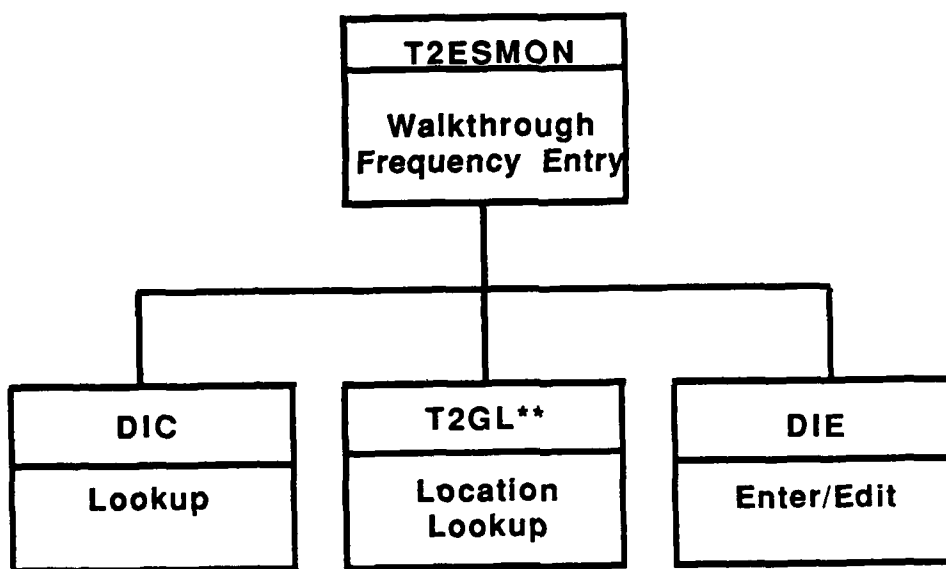 T2ESMON
Walkthrough
Frequency Entry
DIC
Lookup
T2GL**
Location
Lookup
DIE
Enter/Edit